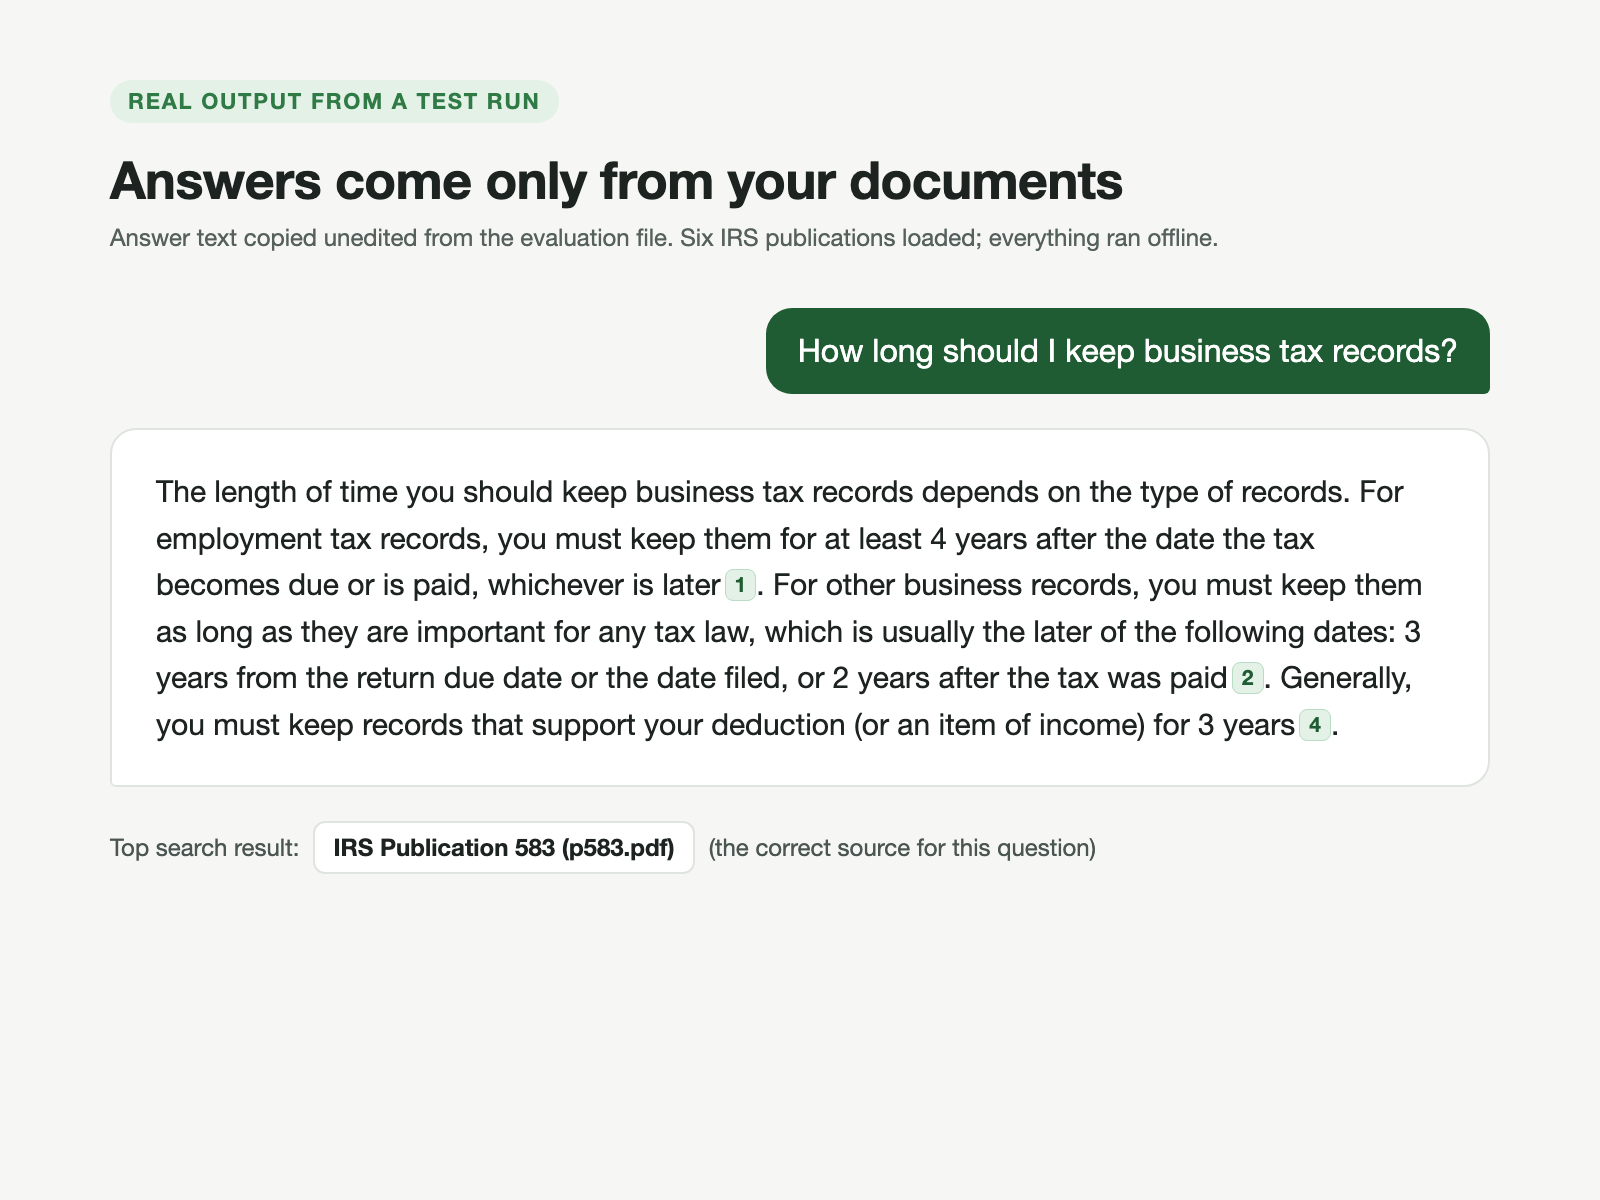 REAL OUTPUT FROM A TEST RUN
Answers come only from your documents
Answer text copied unedited from the evaluation file. Six IRS publications loaded; everything ran offline.
How long should I keep business tax records?
The length of time you should keep business tax records depends on the type of records. For
employment tax records, you must keep them for at least 4 years after the date the tax
becomes due or is paid, whichever is later 1. For other business records, you must keep them
as long as they are important for any tax law, which is usually the later of the following dates: 3
years from the return due date or the date filed, or 2 years after the tax was paid 2. Generally,
you must keep records that support your deduction (or an item of income) for 3 years 4.
Top search result: IRS Publication 583 (p583.pdf) (the correct source for this question)